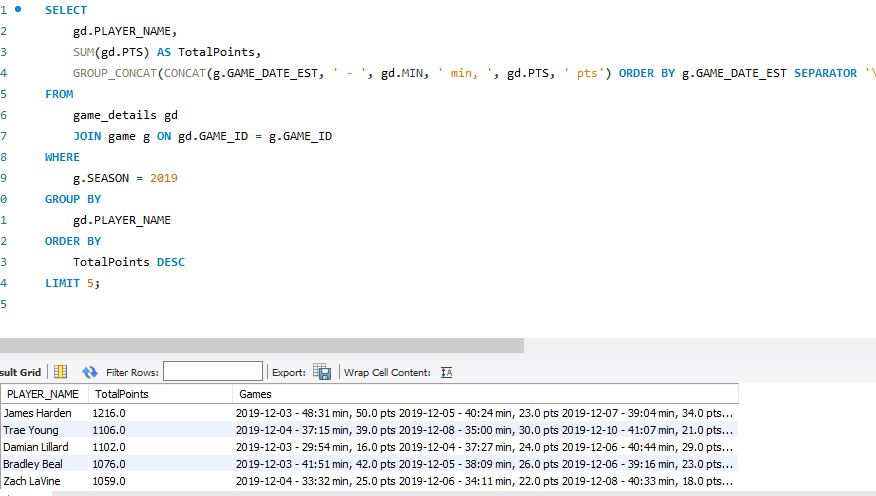 1 SELECT
2 gd.PLAYER_NAME,
3 SUM(gd.PTS) AS TotalPoints,
4 GROUP_CONCAT(CONCAT(g.GAME_DATE_EST, ' - ', gd.MIN, ' min, ', gd.PTS, ' pts') ORDER BY g.GAME_DATE_EST SEPARATOR '\
5 FROM
6 game_details gd
7 JOIN game g ON gd.GAME_ID = g.GAME_ID
8 WHERE
9 g.SEASON = 2019
0 GROUP BY
1 gd.PLAYER_NAME
2 ORDER BY
3 TotalPoints DESC
4 LIMIT 5;
5
sult Grid Filter Rows: Export: Wrap Cell Content: IA
PLAYER_NAME TotalPoints Games
James Harden 1216.0 2019-12-03 - 48:31 min, 50.0 pts 2019-12-05 - 40:24 min, 23.0 pts 2019-12-07 - 39:04 min, 34.0 pts...
Trae Young 1106.0 2019-12-04 - 37:15 min, 39.0 pts 2019-12-08 - 35:00 min, 30.0 pts 2019-12-10 - 41:07 min, 21.0 pts...
Damian Lillard 1102.0 2019-12-03 - 29:54 min, 16.0 pts 2019-12-04 - 37:27 min, 24.0 pts 2019-12-06 - 40:44 min, 29.0 pts...
Bradley Beal 1076.0 2019-12-03 - 41:51 min, 42.0 pts 2019-12-05 - 38:09 min, 26.0 pts 2019-12-06 - 39:16 min, 23.0 pts...
Zach LaVine 1059.0 2019-12-04 - 33:32 min, 25.0 pts 2019-12-06 - 34:11 min, 22.0 pts 2019-12-08 - 40:33 min, 18.0 pts...